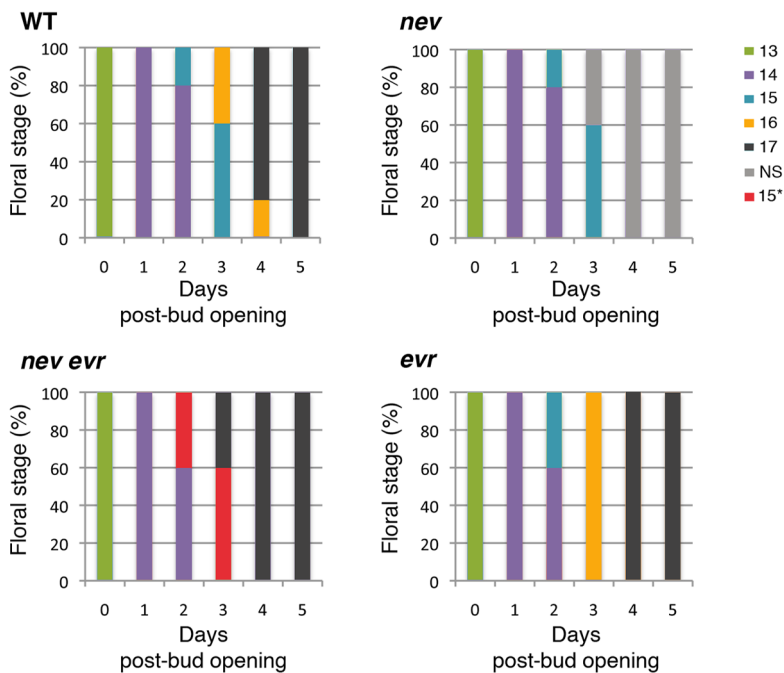 WT
Floral stage (%)
100
80
60
40
20
0
0 1 2 3 4 5
Days
post-bud opening
nev
Floral stage (%)
100
80
60
40
20
0
0 1 2 3 4 5
Days
post-bud opening
13
14
15
16
17
NS
15*
nev evr
Floral stage (%)
100
80
60
40
20
0
0 1 2 3 4 5
Days
post-bud opening
evr
Floral stage (%)
100
80
60
40
20
0
0 1 2 3 4 5
Days
post-bud opening